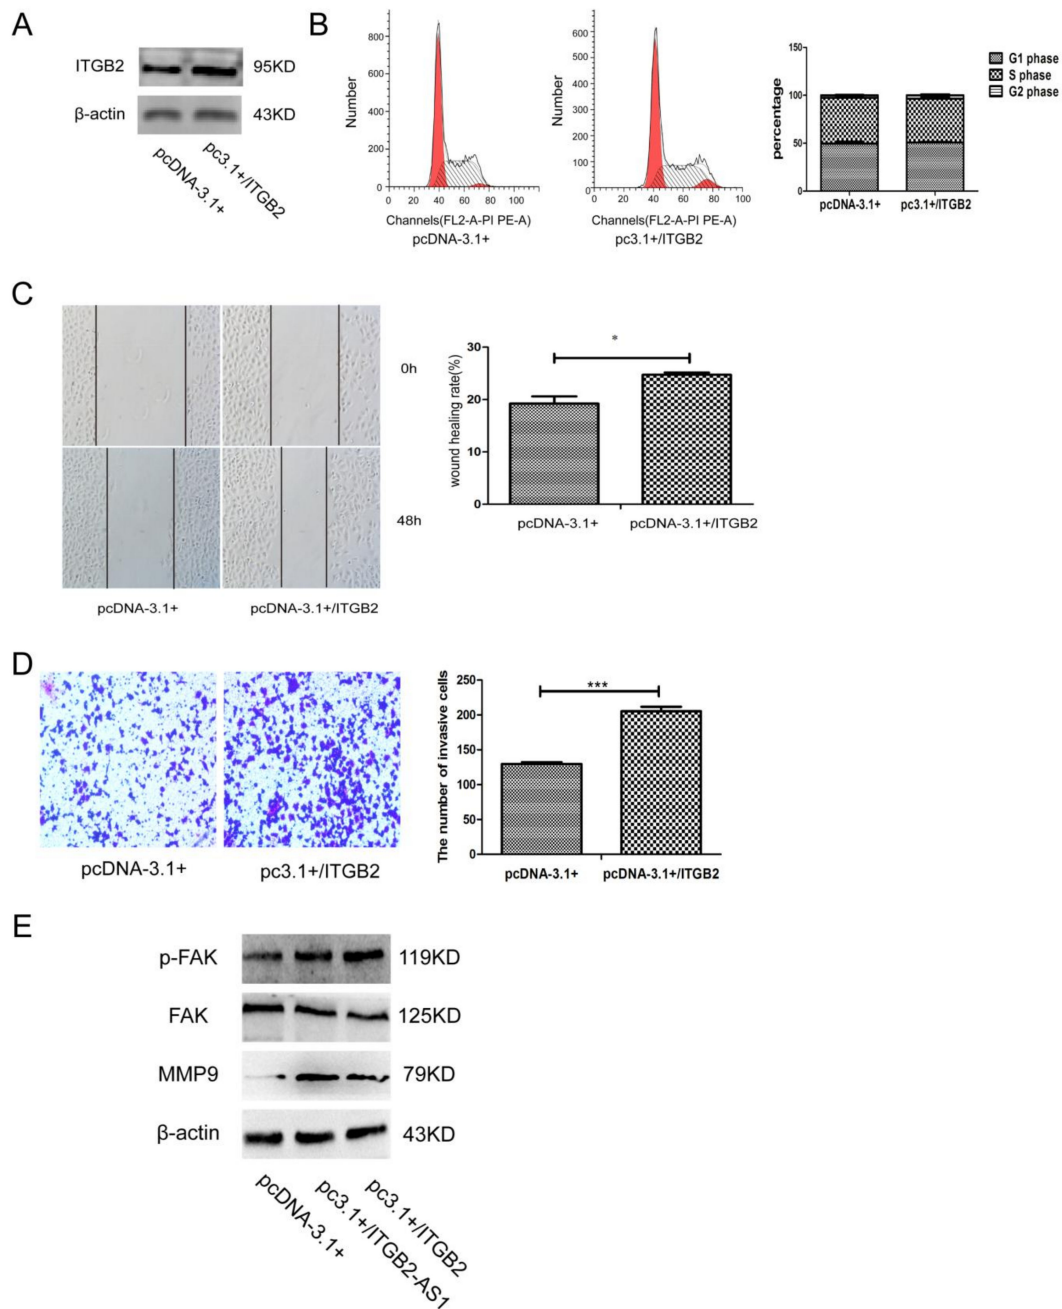 A
ITGB2
95KD
β-actin
43KD
pcDNA-3.1+
pc3.1+/ITGB2
B
Number
800
600
400
200
0
0 20 40 60 80 100
Channels(FL2-A-PI PE-A)
pcDNA-3.1+
Number
600
500
400
300
200
100
0
0 20 40 60 80 100 120
Channels(FL2-A-PI PE-A)
pc3.1+/ITGB2
percentage
150
100
50
0
pcDNA-3.1+ pc3.1+/ITGB2
G1 phase
S phase
G2 phase
C
0h
48h
pcDNA-3.1+ pcDNA-3.1+/ITGB2
wound healing rate(%)
30
20
10
0
*
pcDNA-3.1+ pcDNA-3.1+/ITGB2
D
pcDNA-3.1+ pc3.1+/ITGB2
The number of invasive cells
250
200
150
100
50
0
***
pcDNA-3.1+ pcDNA-3.1+/ITGB2
E
p-FAK 119KD
FAK 125KD
MMP9 79KD
β-actin 43KD
pcDNA-3.1+
pc3.1+/ITGB2-AS1
pc3.1+/ITGB2